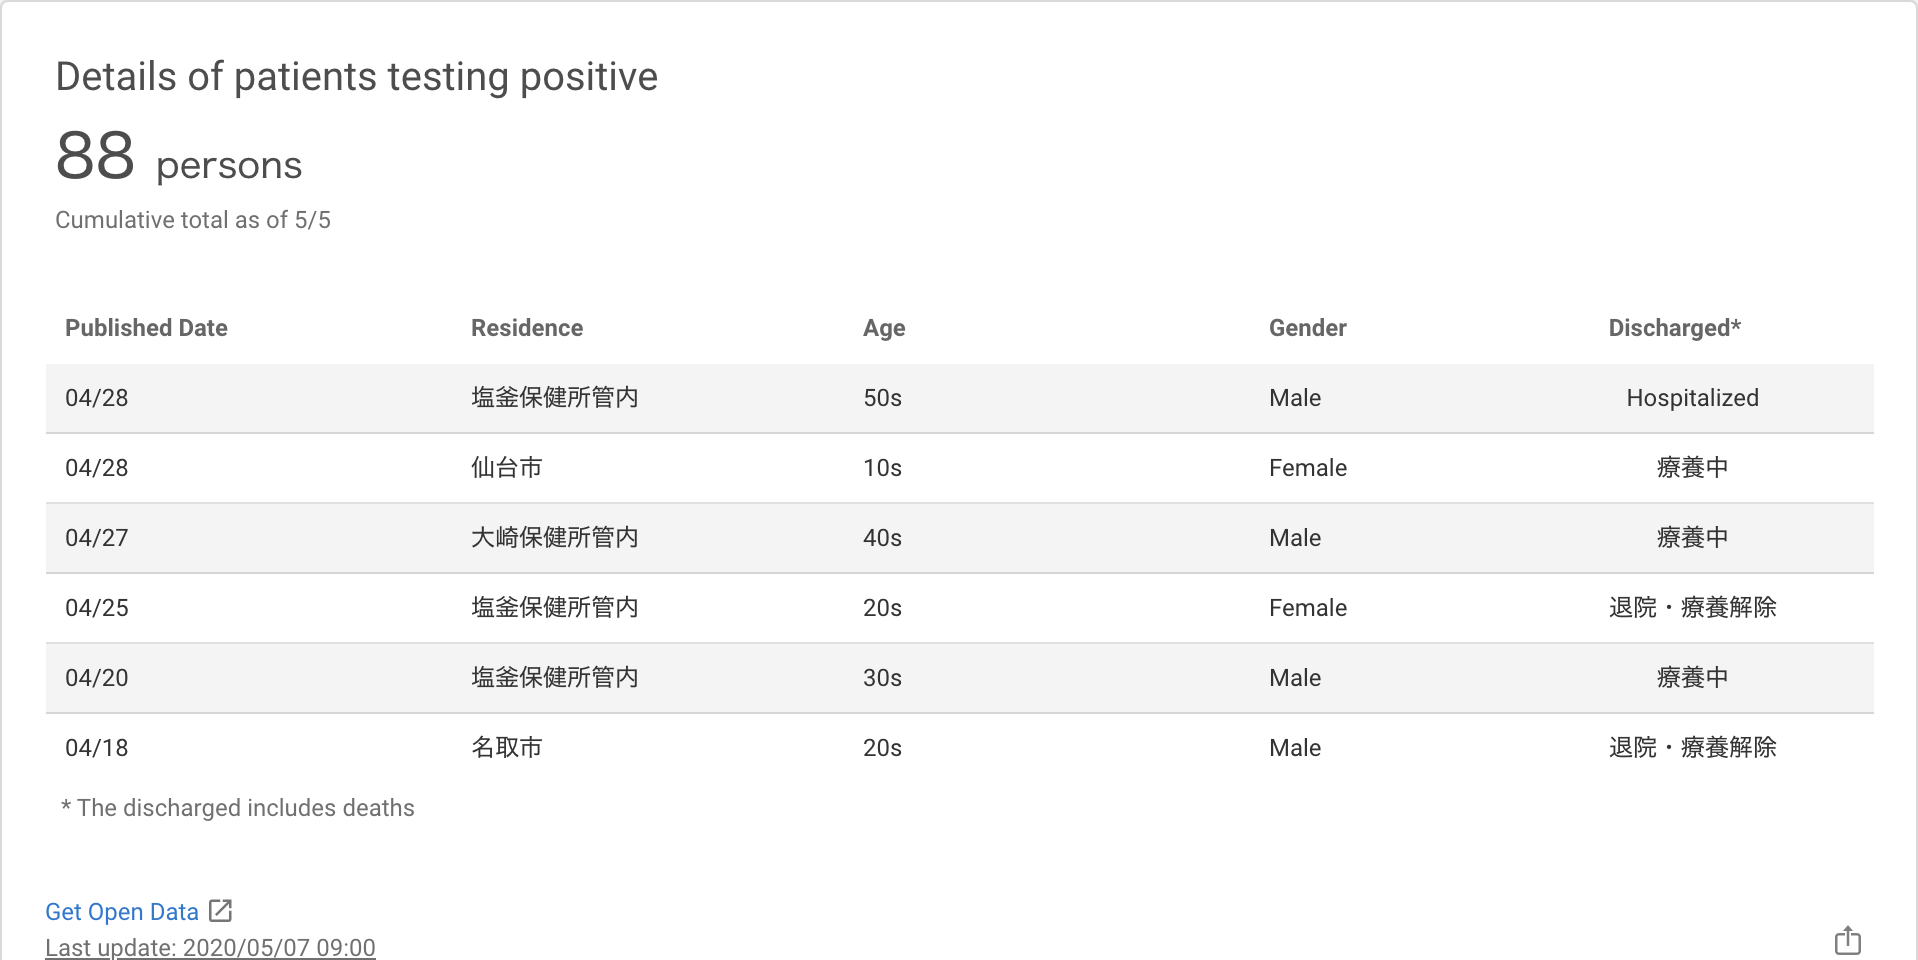 Details of patients testing positive
88 persons
Cumulative total as of 5/5
Published Date Residence Age Gender Discharged*
04/28 塩釜保健所管内 50s Male Hospitalized
04/28 仙台市 10s Female 療養中
04/27 大崎保健所管内 40s Male 療養中
04/25 塩釜保健所管内 20s Female 退院・療養解除
04/20 塩釜保健所管内 30s Male 療養中
04/18 名取市 20s Male 退院・療養解除
* The discharged includes deaths
Get Open Data
Last update: 2020/05/07 09:00